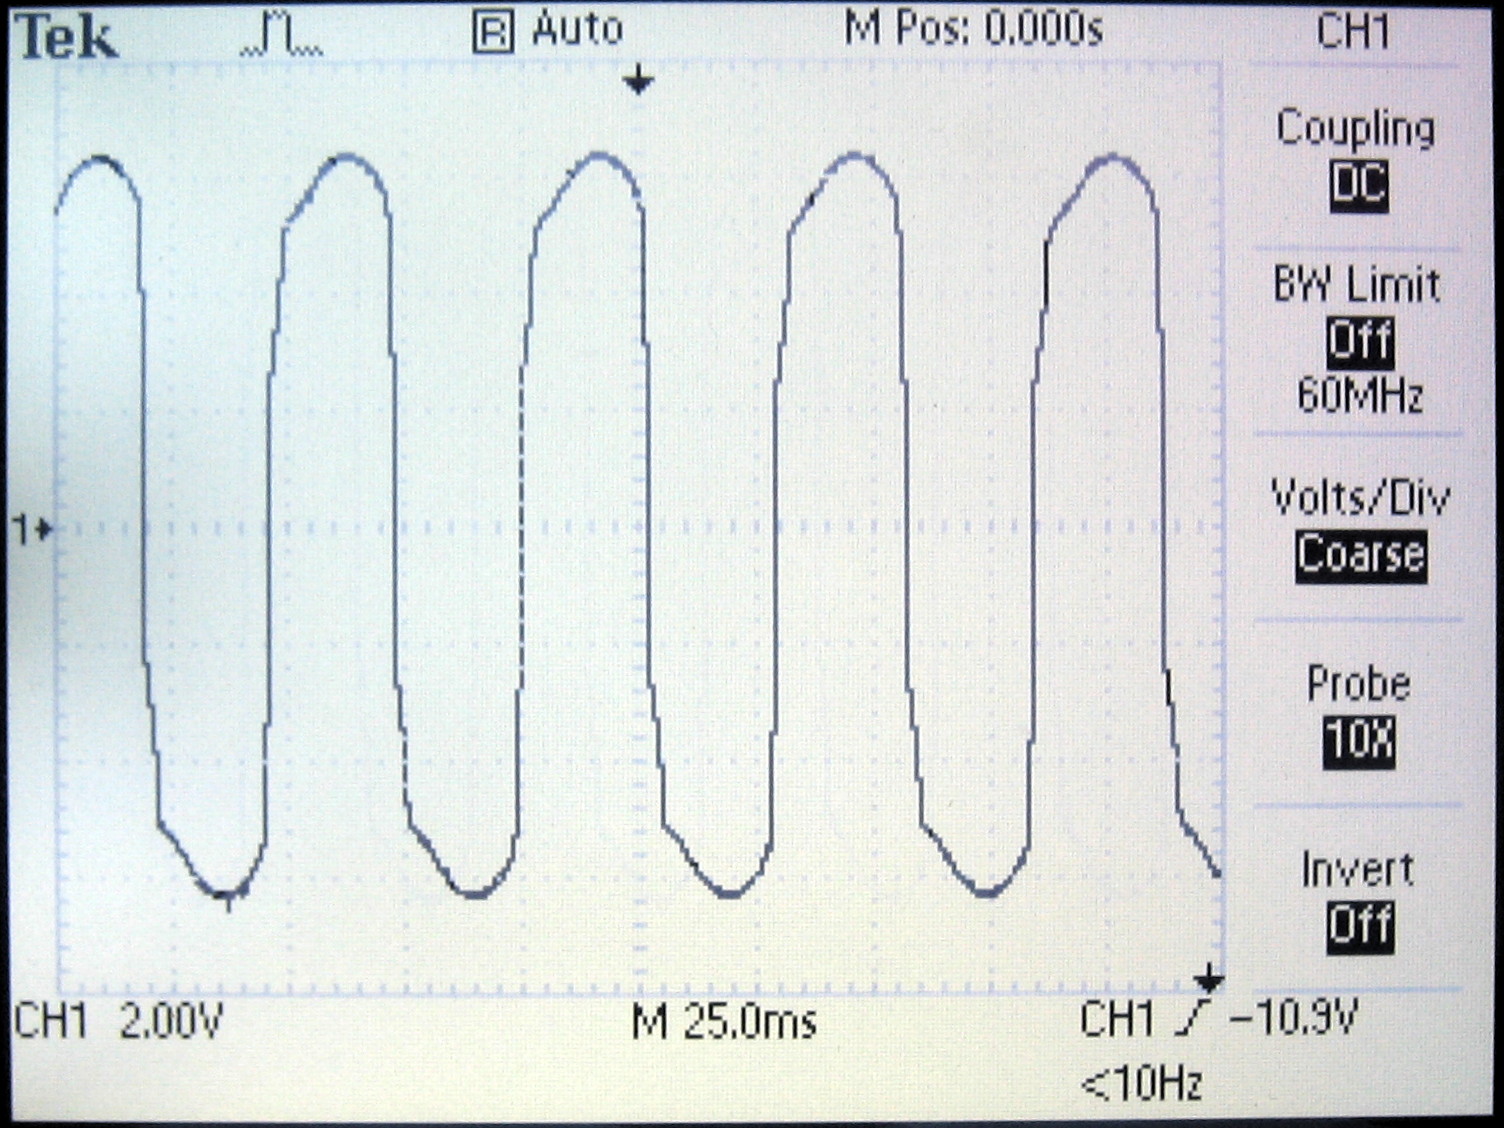 Tek R Auto M Pos: 0.000s CH1
Coupling
DC
BW Limit
Off
60MHz
Volts/Div
Coarse
1
Probe
10X
Invert
Off
CH1 2.00V M 25.0ms CH1 -10.9V
<10Hz